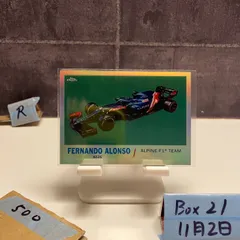 R
FERNANDO ALONSO
ALPINE F1® TEAM
500
Box 21
11月2日